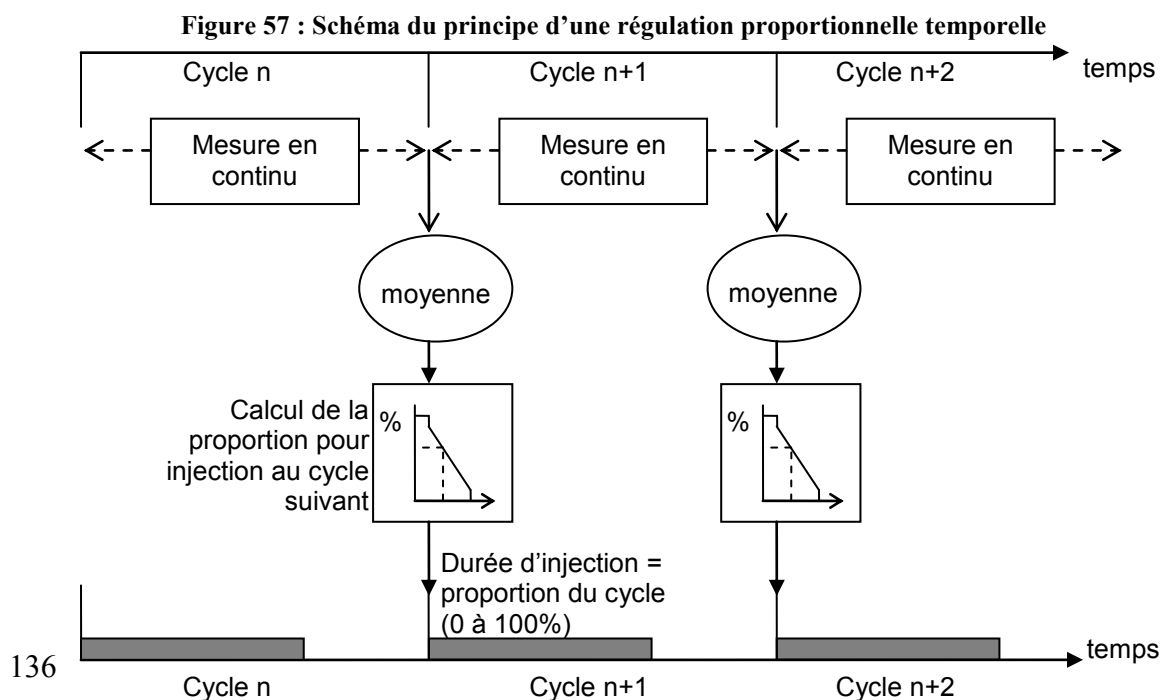 Figure 57 : Schéma du principe d’une régulation proportionnelle temporelle
Cycle n
Cycle n+1
Cycle n+2
temps
Mesure en
continu
Mesure en
continu
Mesure en
continu
moyenne
moyenne
Calcul de la
proportion pour
injection au cycle
suivant
%
%
Durée d’injection =
proportion du cycle
(0 à 100%)
temps
136
Cycle n
Cycle n+1
Cycle n+2